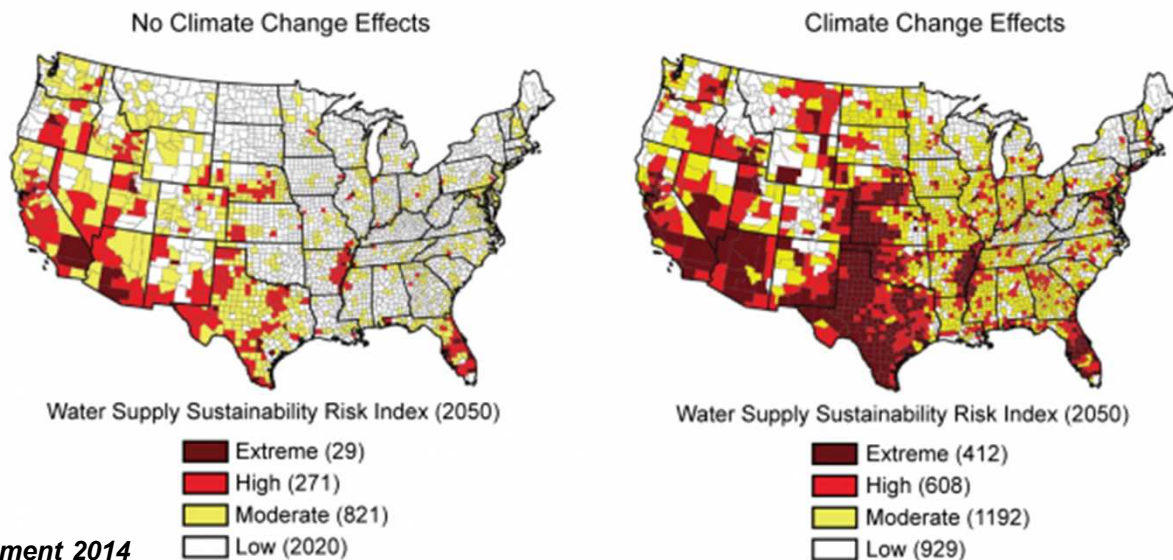 No Climate Change Effects
Climate Change Effects
Water Supply Sustainability Risk Index (2050)
Extreme (29)
High (271)
Moderate (821)
Low (2020)
Water Supply Sustainability Risk Index (2050)
Extreme (412)
High (608)
Moderate (1192)
Low (929)
ment 2014